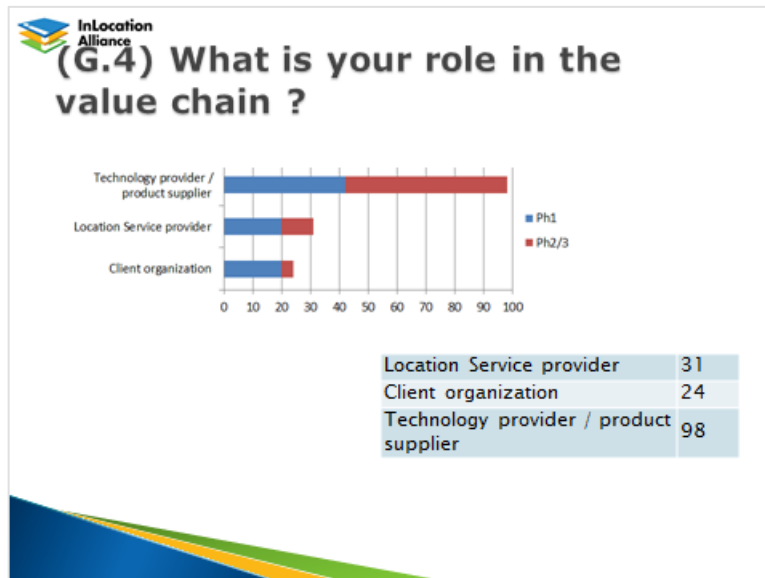 InLocation
Alliance
(G.4) What is your role in the
value chain ?
Technology provider /
product supplier
Location Service provider
Client organization
0 10 20 30 40 50 60 70 80 90 100
Ph1
Ph2/3
Location Service provider 31
Client organization 24
Technology provider / product
supplier 98